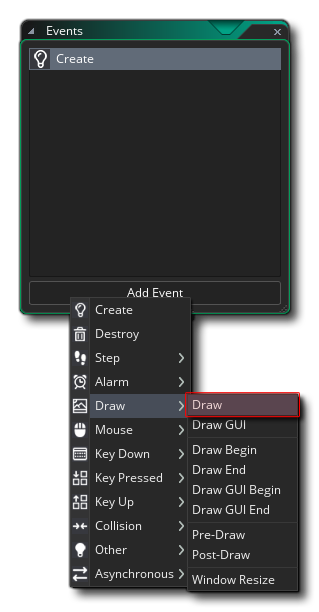 Events
Create
Add Event
Create
Destroy
Step
Alarm
Draw
Mouse
Key Down
Key Pressed
Key Up
Collision
Other
Asynchronous
Draw
Draw GUI
Draw Begin
Draw End
Draw GUI Begin
Draw GUI End
Pre-Draw
Post-Draw
Window Resize